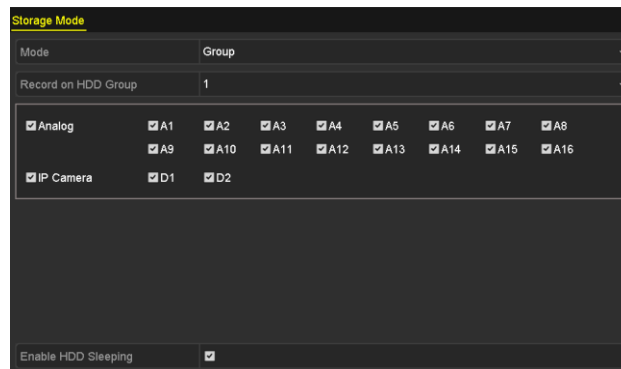 Storage Mode
Mode Group
Record on HDD Group 1
Analog A1 A2 A3 A4 A5 A6 A7 A8
A9 A10 A11 A12 A13 A14 A15 A16
IP Camera D1 D2
Enable HDD Sleeping